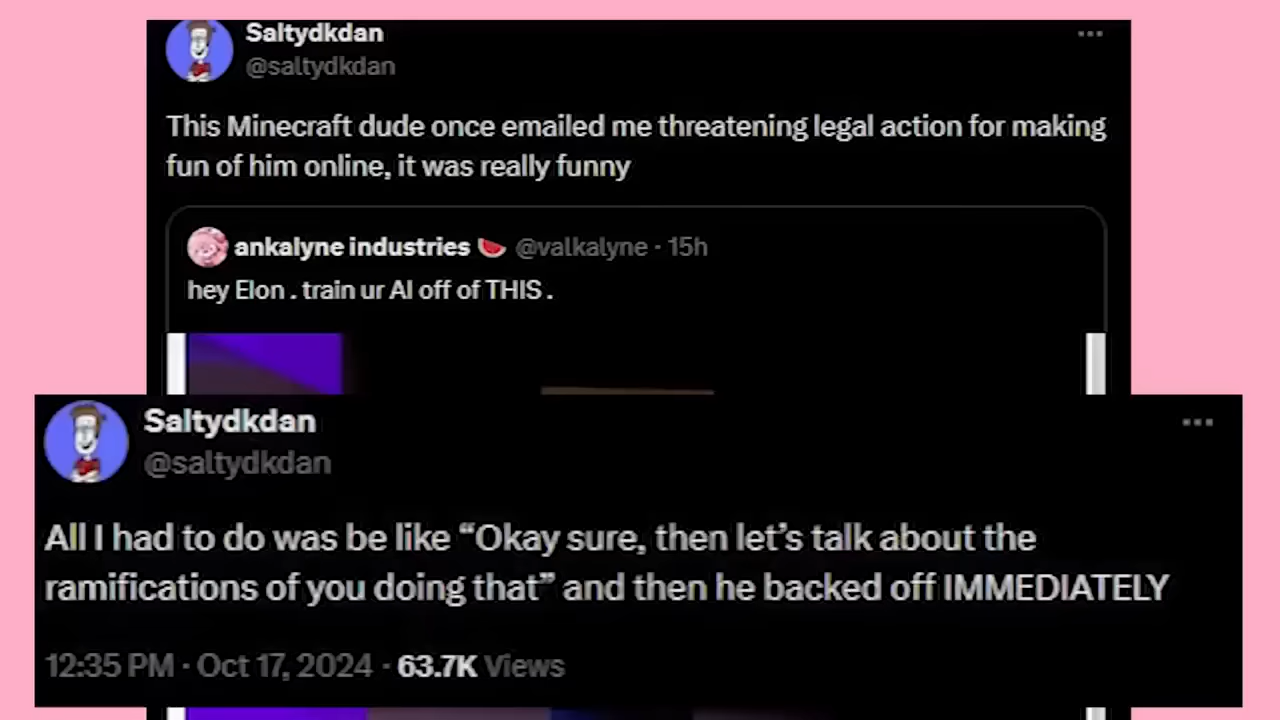 Saltydkdan
@saltydkdan
This Minecraft dude once emailed me threatening legal action for making
fun of him online, it was really funny
ankalyne industries 🍉 @valkalyne · 15h
hey Elon . train ur AI off of THIS .
Saltydkdan
@saltydkdan
All I had to do was be like “Okay sure, then let’s talk about the
ramifications of you doing that” and then he backed off IMMEDIATELY
12:35 PM · Oct 17, 2024 · 63.7K Views